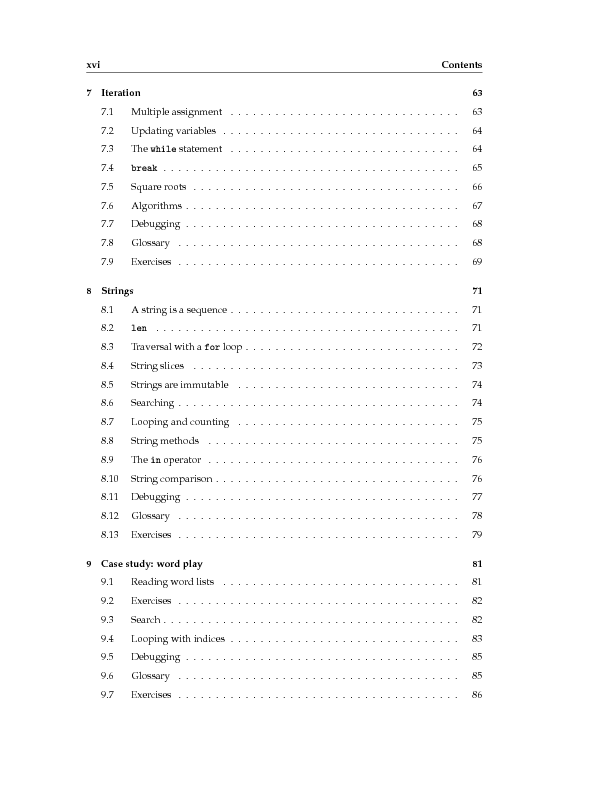 xvi Contents
7 Iteration 63
7.1 Multiple assignment . . . . . . . . . . . . . . . . . . . . . . . . . . . . . . . 63
7.2 Updating variables . . . . . . . . . . . . . . . . . . . . . . . . . . . . . . . . 64
7.3 The while statement . . . . . . . . . . . . . . . . . . . . . . . . . . . . . . . 64
7.4 break . . . . . . . . . . . . . . . . . . . . . . . . . . . . . . . . . . . . . . . . 65
7.5 Square roots . . . . . . . . . . . . . . . . . . . . . . . . . . . . . . . . . . . . 66
7.6 Algorithms . . . . . . . . . . . . . . . . . . . . . . . . . . . . . . . . . . . . . 67
7.7 Debugging . . . . . . . . . . . . . . . . . . . . . . . . . . . . . . . . . . . . . 68
7.8 Glossary . . . . . . . . . . . . . . . . . . . . . . . . . . . . . . . . . . . . . . 68
7.9 Exercises . . . . . . . . . . . . . . . . . . . . . . . . . . . . . . . . . . . . . . 69
8 Strings 71
8.1 A string is a sequence . . . . . . . . . . . . . . . . . . . . . . . . . . . . . . . 71
8.2 len . . . . . . . . . . . . . . . . . . . . . . . . . . . . . . . . . . . . . . . . . 71
8.3 Traversal with a for loop . . . . . . . . . . . . . . . . . . . . . . . . . . . . . 72
8.4 String slices . . . . . . . . . . . . . . . . . . . . . . . . . . . . . . . . . . . . 73
8.5 Strings are immutable . . . . . . . . . . . . . . . . . . . . . . . . . . . . . . 74
8.6 Searching . . . . . . . . . . . . . . . . . . . . . . . . . . . . . . . . . . . . . . 74
8.7 Looping and counting . . . . . . . . . . . . . . . . . . . . . . . . . . . . . . 75
8.8 String methods . . . . . . . . . . . . . . . . . . . . . . . . . . . . . . . . . . 75
8.9 The in operator . . . . . . . . . . . . . . . . . . . . . . . . . . . . . . . . . . 76
8.10 String comparison . . . . . . . . . . . . . . . . . . . . . . . . . . . . . . . . . 76
8.11 Debugging . . . . . . . . . . . . . . . . . . . . . . . . . . . . . . . . . . . . . 77
8.12 Glossary . . . . . . . . . . . . . . . . . . . . . . . . . . . . . . . . . . . . . . 78
8.13 Exercises . . . . . . . . . . . . . . . . . . . . . . . . . . . . . . . . . . . . . . 79
9 Case study: word play 81
9.1 Reading word lists . . . . . . . . . . . . . . . . . . . . . . . . . . . . . . . . 81
9.2 Exercises . . . . . . . . . . . . . . . . . . . . . . . . . . . . . . . . . . . . . . 82
9.3 Search . . . . . . . . . . . . . . . . . . . . . . . . . . . . . . . . . . . . . . . . 82
9.4 Looping with indices . . . . . . . . . . . . . . . . . . . . . . . . . . . . . . . 83
9.5 Debugging . . . . . . . . . . . . . . . . . . . . . . . . . . . . . . . . . . . . . 85
9.6 Glossary . . . . . . . . . . . . . . . . . . . . . . . . . . . . . . . . . . . . . . 85
9.7 Exercises . . . . . . . . . . . . . . . . . . . . . . . . . . . . . . . . . . . . . . 86